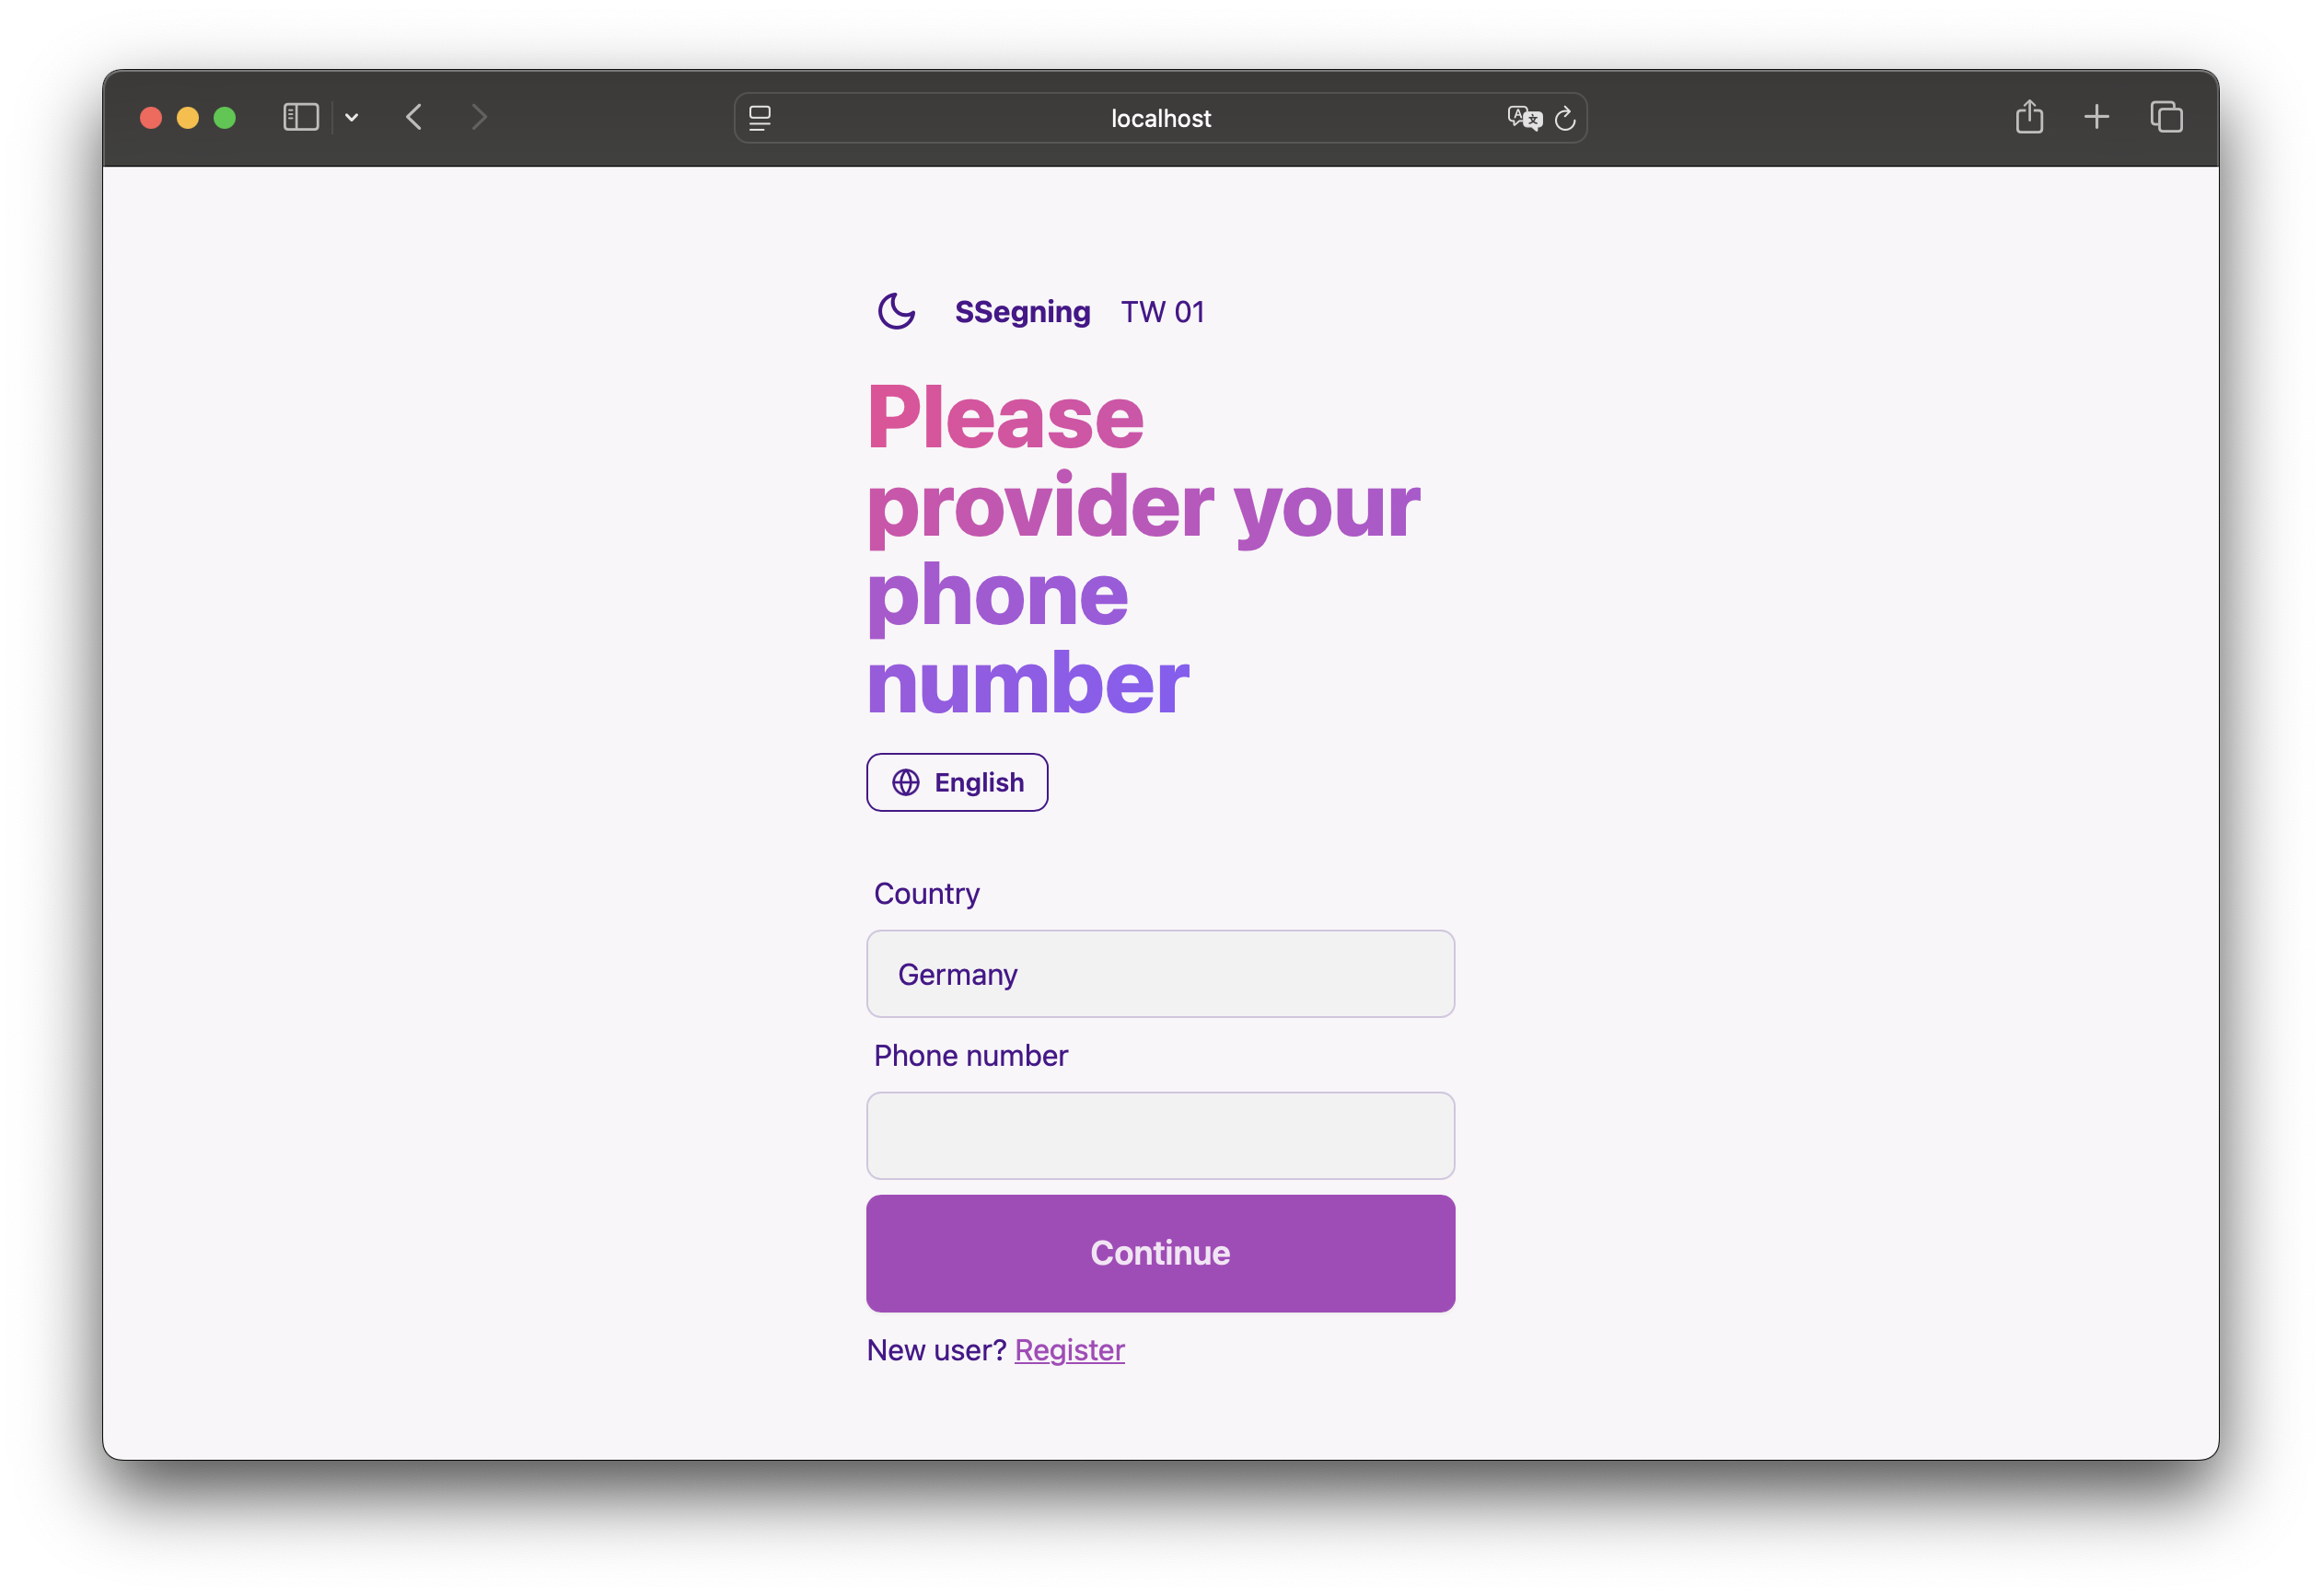 localhost
SSegning TW 01
Please
provider your
phone
number
English
Country
Germany
Phone number
Continue
New user? Register